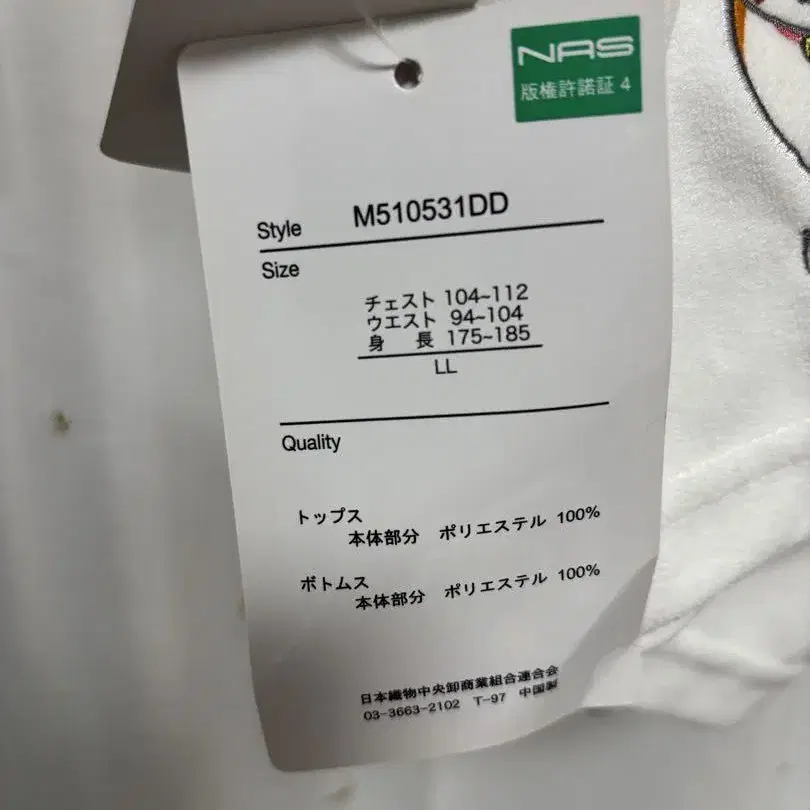 NAS
版権許諾証 4
Style M510531DD
Size
チェスト 104~112
ウエスト 94~104
身 長 175~185
LL
Quality
トップス
本体部分 ポリエステル 100%
ボトムス
本体部分 ポリエステル 100%
日本織物中央卸商業組合連合会
03-3663-2102 T-97 中国製